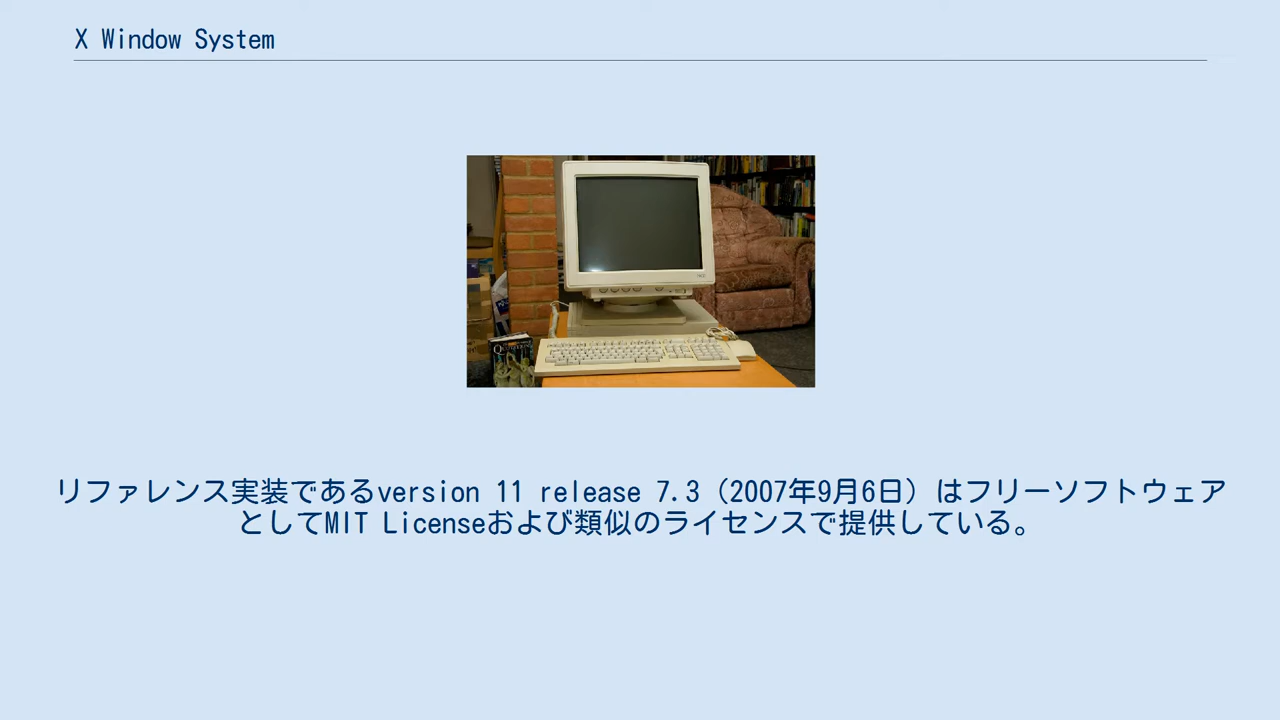 X Window System
リファレンス実装であるversion 11 release 7.3（2007年9月6日）はフリーソフトウェア
としてMIT Licenseおよび類似のライセンスで提供している。